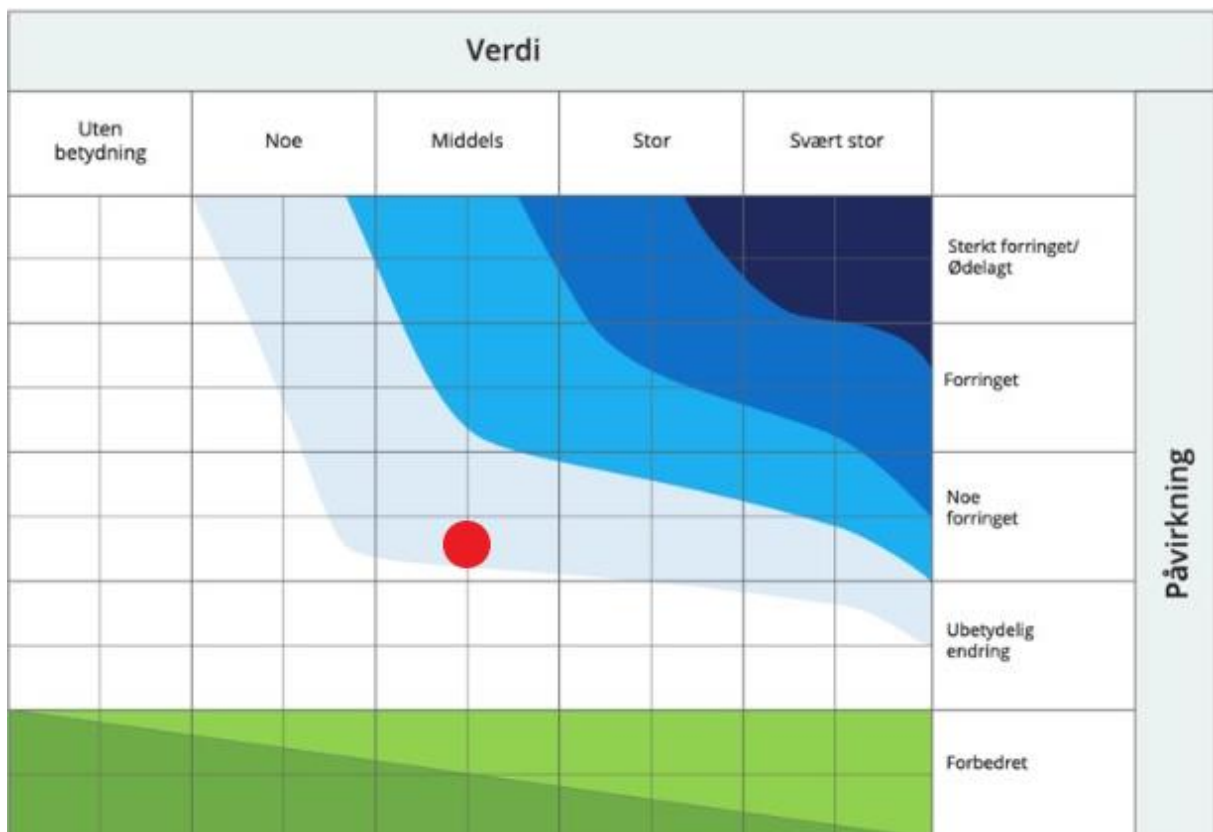 Verdi
Uten
betydning
Noe
Middels
Stor
Svært stor
Sterkt forringet/
Ødelagt
Forringet
Noe
forringet
Ubetydelig
endring
Forbedret
Påvirkning